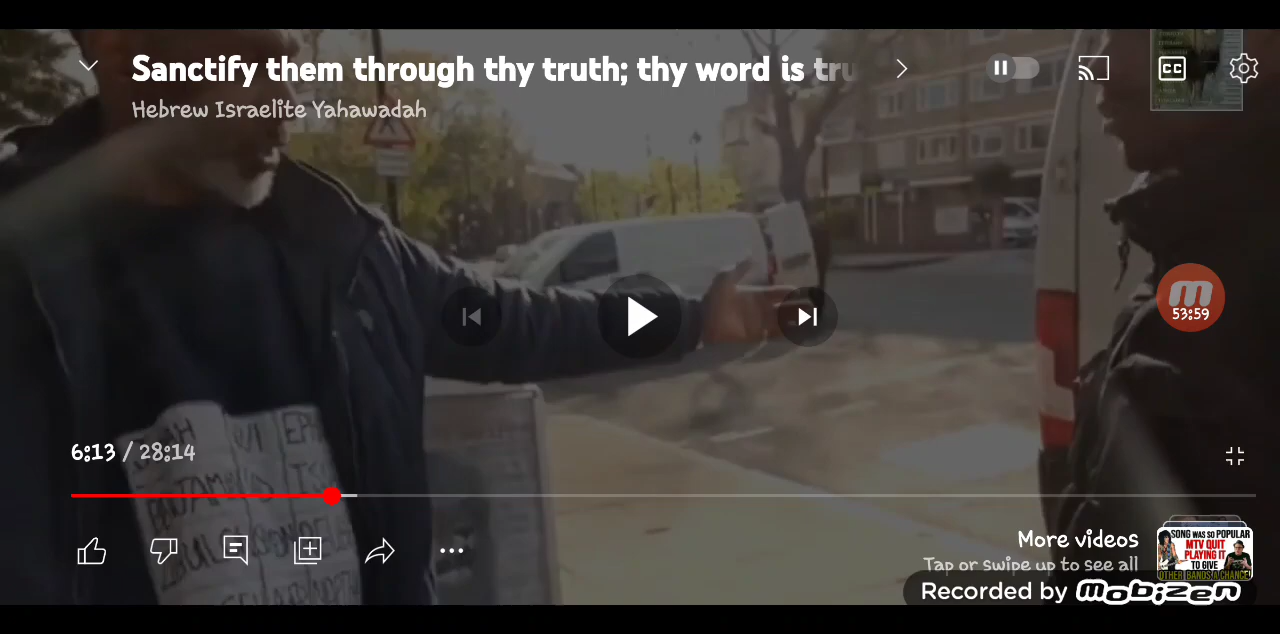 Sanctify them through thy truth; thy word is tru
Hebrew Israelite Yahawadah
CC
53:59
6:13 / 28:14
More videos
Tap or swipe up to see all
SONG WAS SO POPULAR
MTV QUIT
PLAYING IT
TO GIVE
OTHER BANDS A CHANCE!
Recorded by mobizen